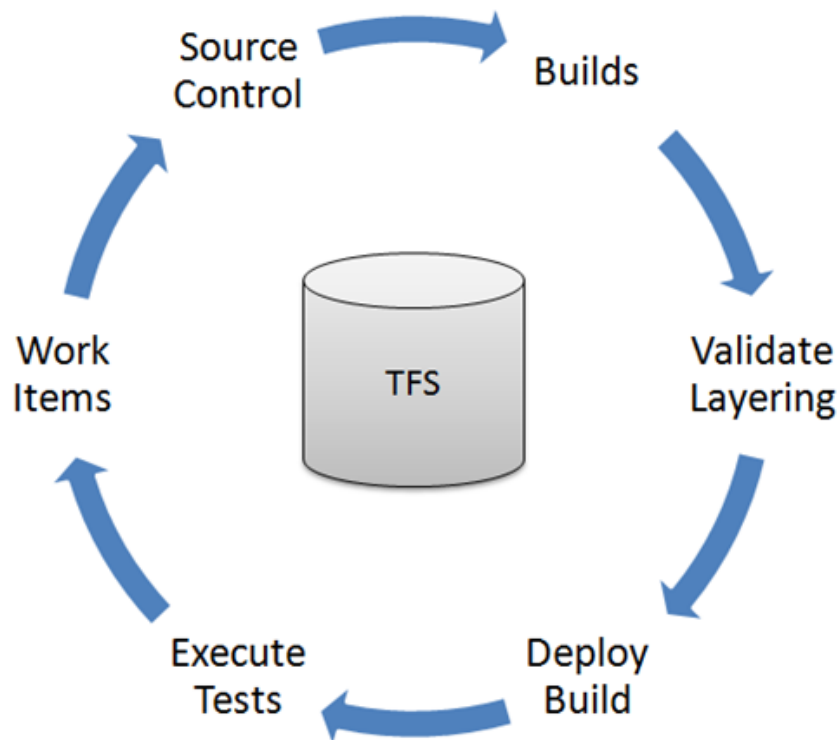 Source
Control
Builds
Validate
Layering
Deploy
Build
Execute
Tests
Work
Items
TFS